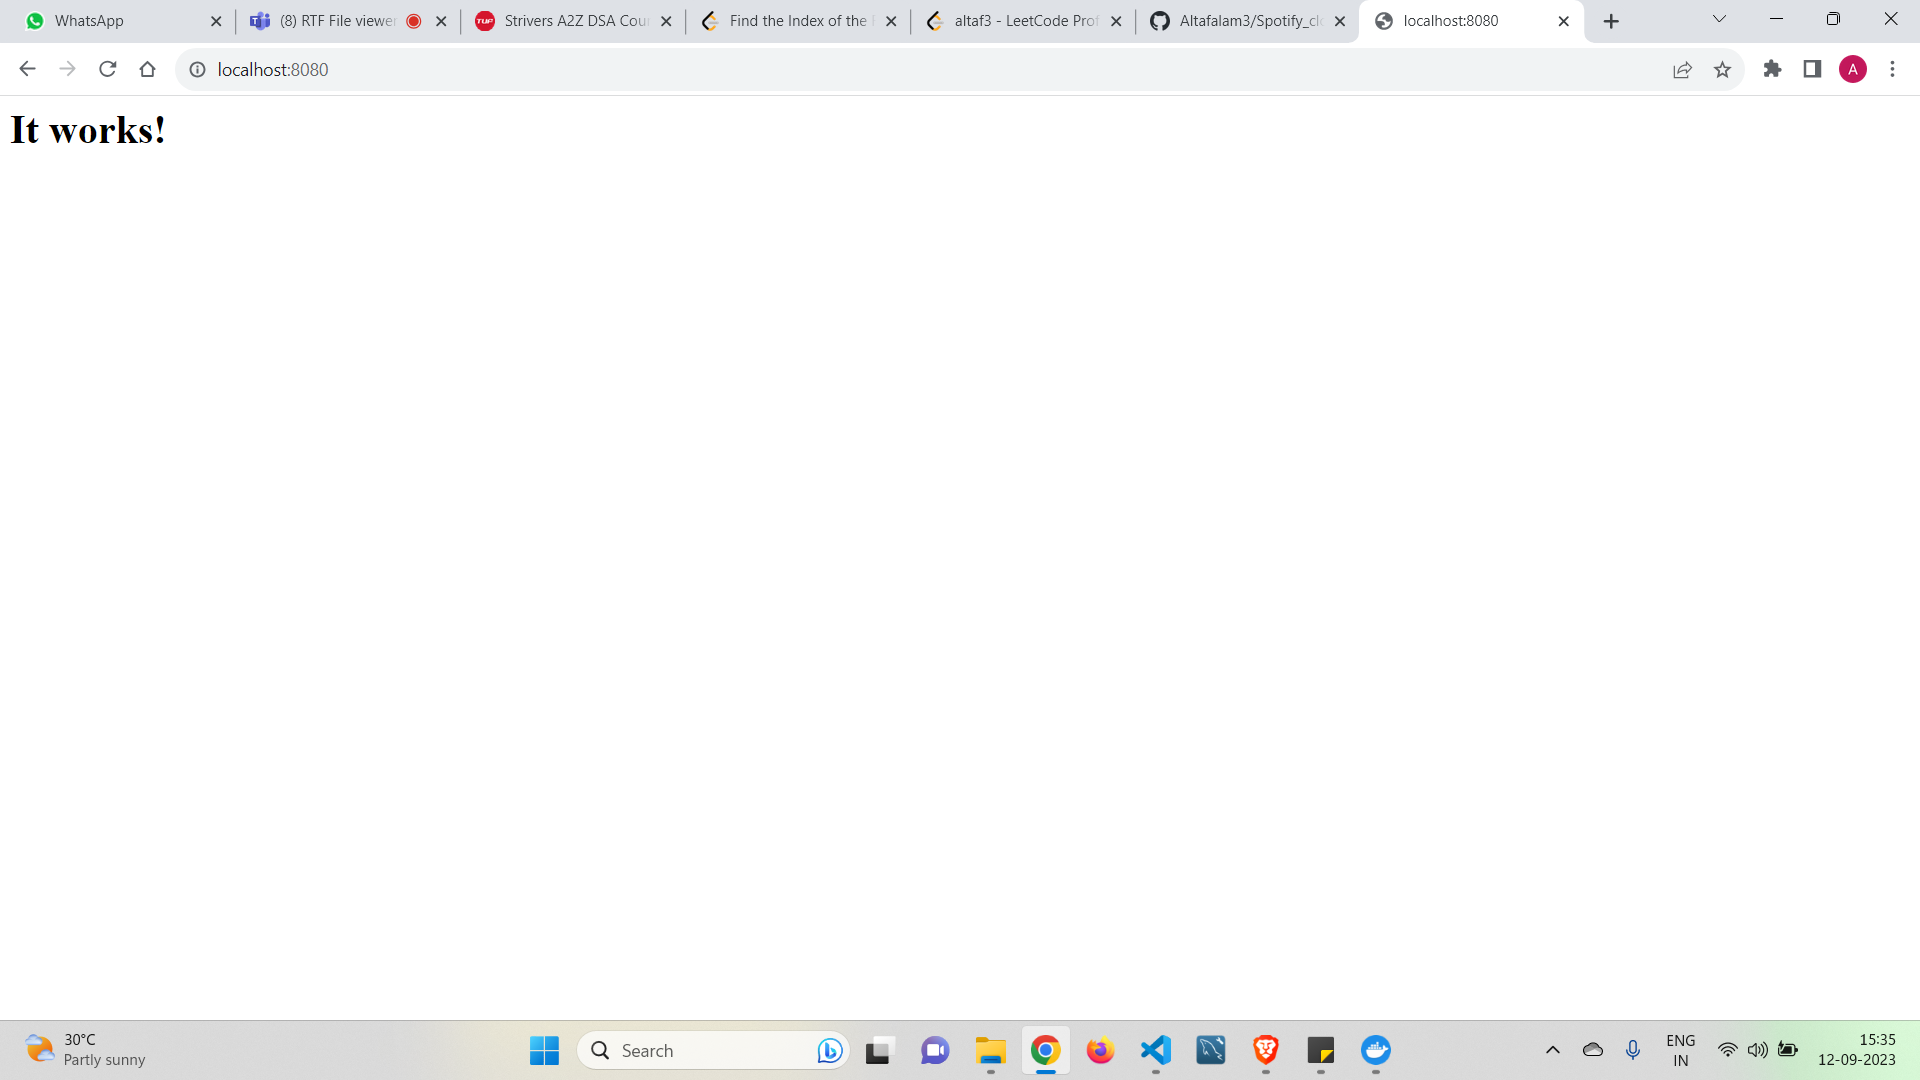 WhatsApp
(8) RTF File viewer
Strivers A2Z DSA Cou
Find the Index of the
altaf3 - LeetCode Prof
Altafalam3/Spotify_cl
localhost:8080
localhost:8080
A
It works!
30°C
Partly sunny
Search
ENG
IN
15:35
12-09-2023